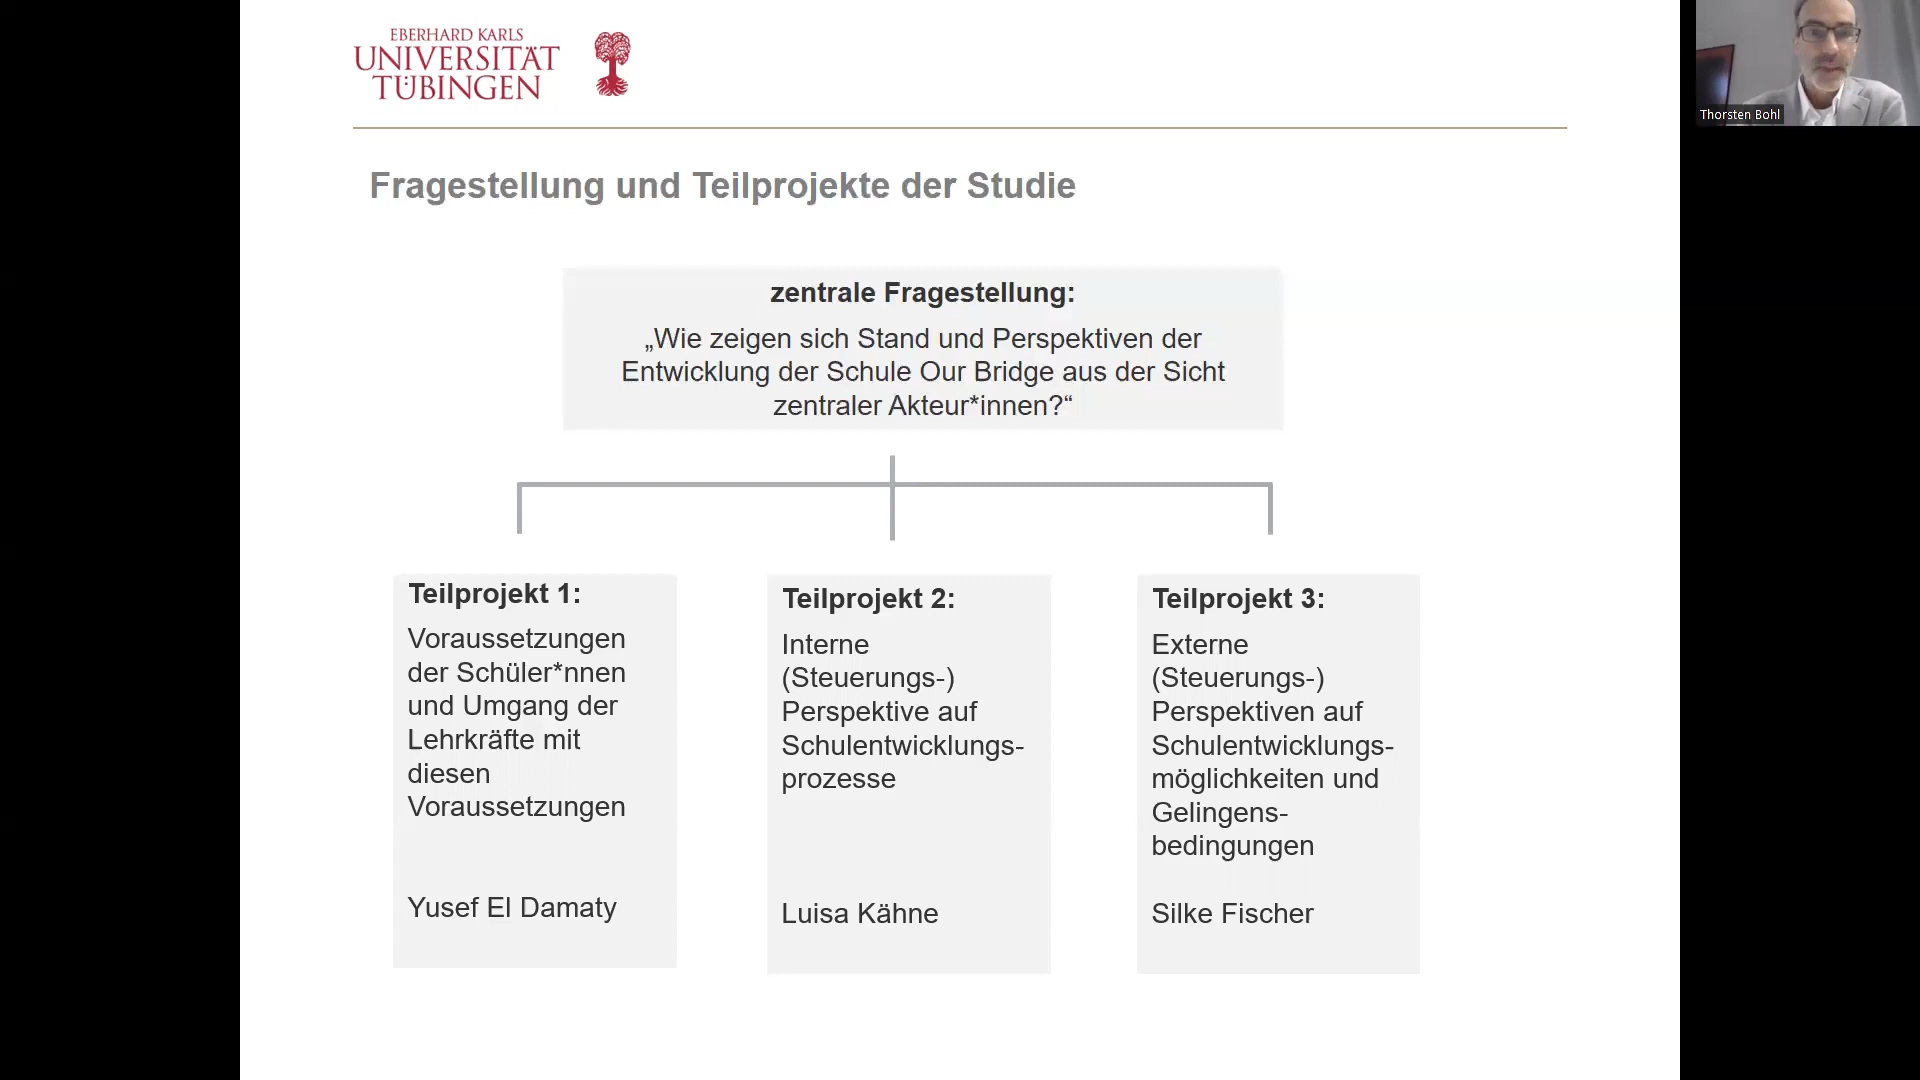 EBERHARD KARLS
UNIVERSITÄT
TÜBINGEN
Thorsten Bohl
Fragestellung und Teilprojekte der Studie
zentrale Fragestellung:
„Wie zeigen sich Stand und Perspektiven der
Entwicklung der Schule Our Bridge aus der Sicht
zentraler Akteur*innen?“
Teilprojekt 1:
Voraussetzungen
der Schüler*nnen
und Umgang der
Lehrkräfte mit
diesen
Voraussetzungen
Yusef El Damaty
Teilprojekt 2:
Interne
(Steuerungs-)
Perspektive auf
Schulentwicklungs-
prozesse
Luisa Kähne
Teilprojekt 3:
Externe
(Steuerungs-)
Perspektiven auf
Schulentwicklungs-
möglichkeiten und
Gelingens-
bedingungen
Silke Fischer